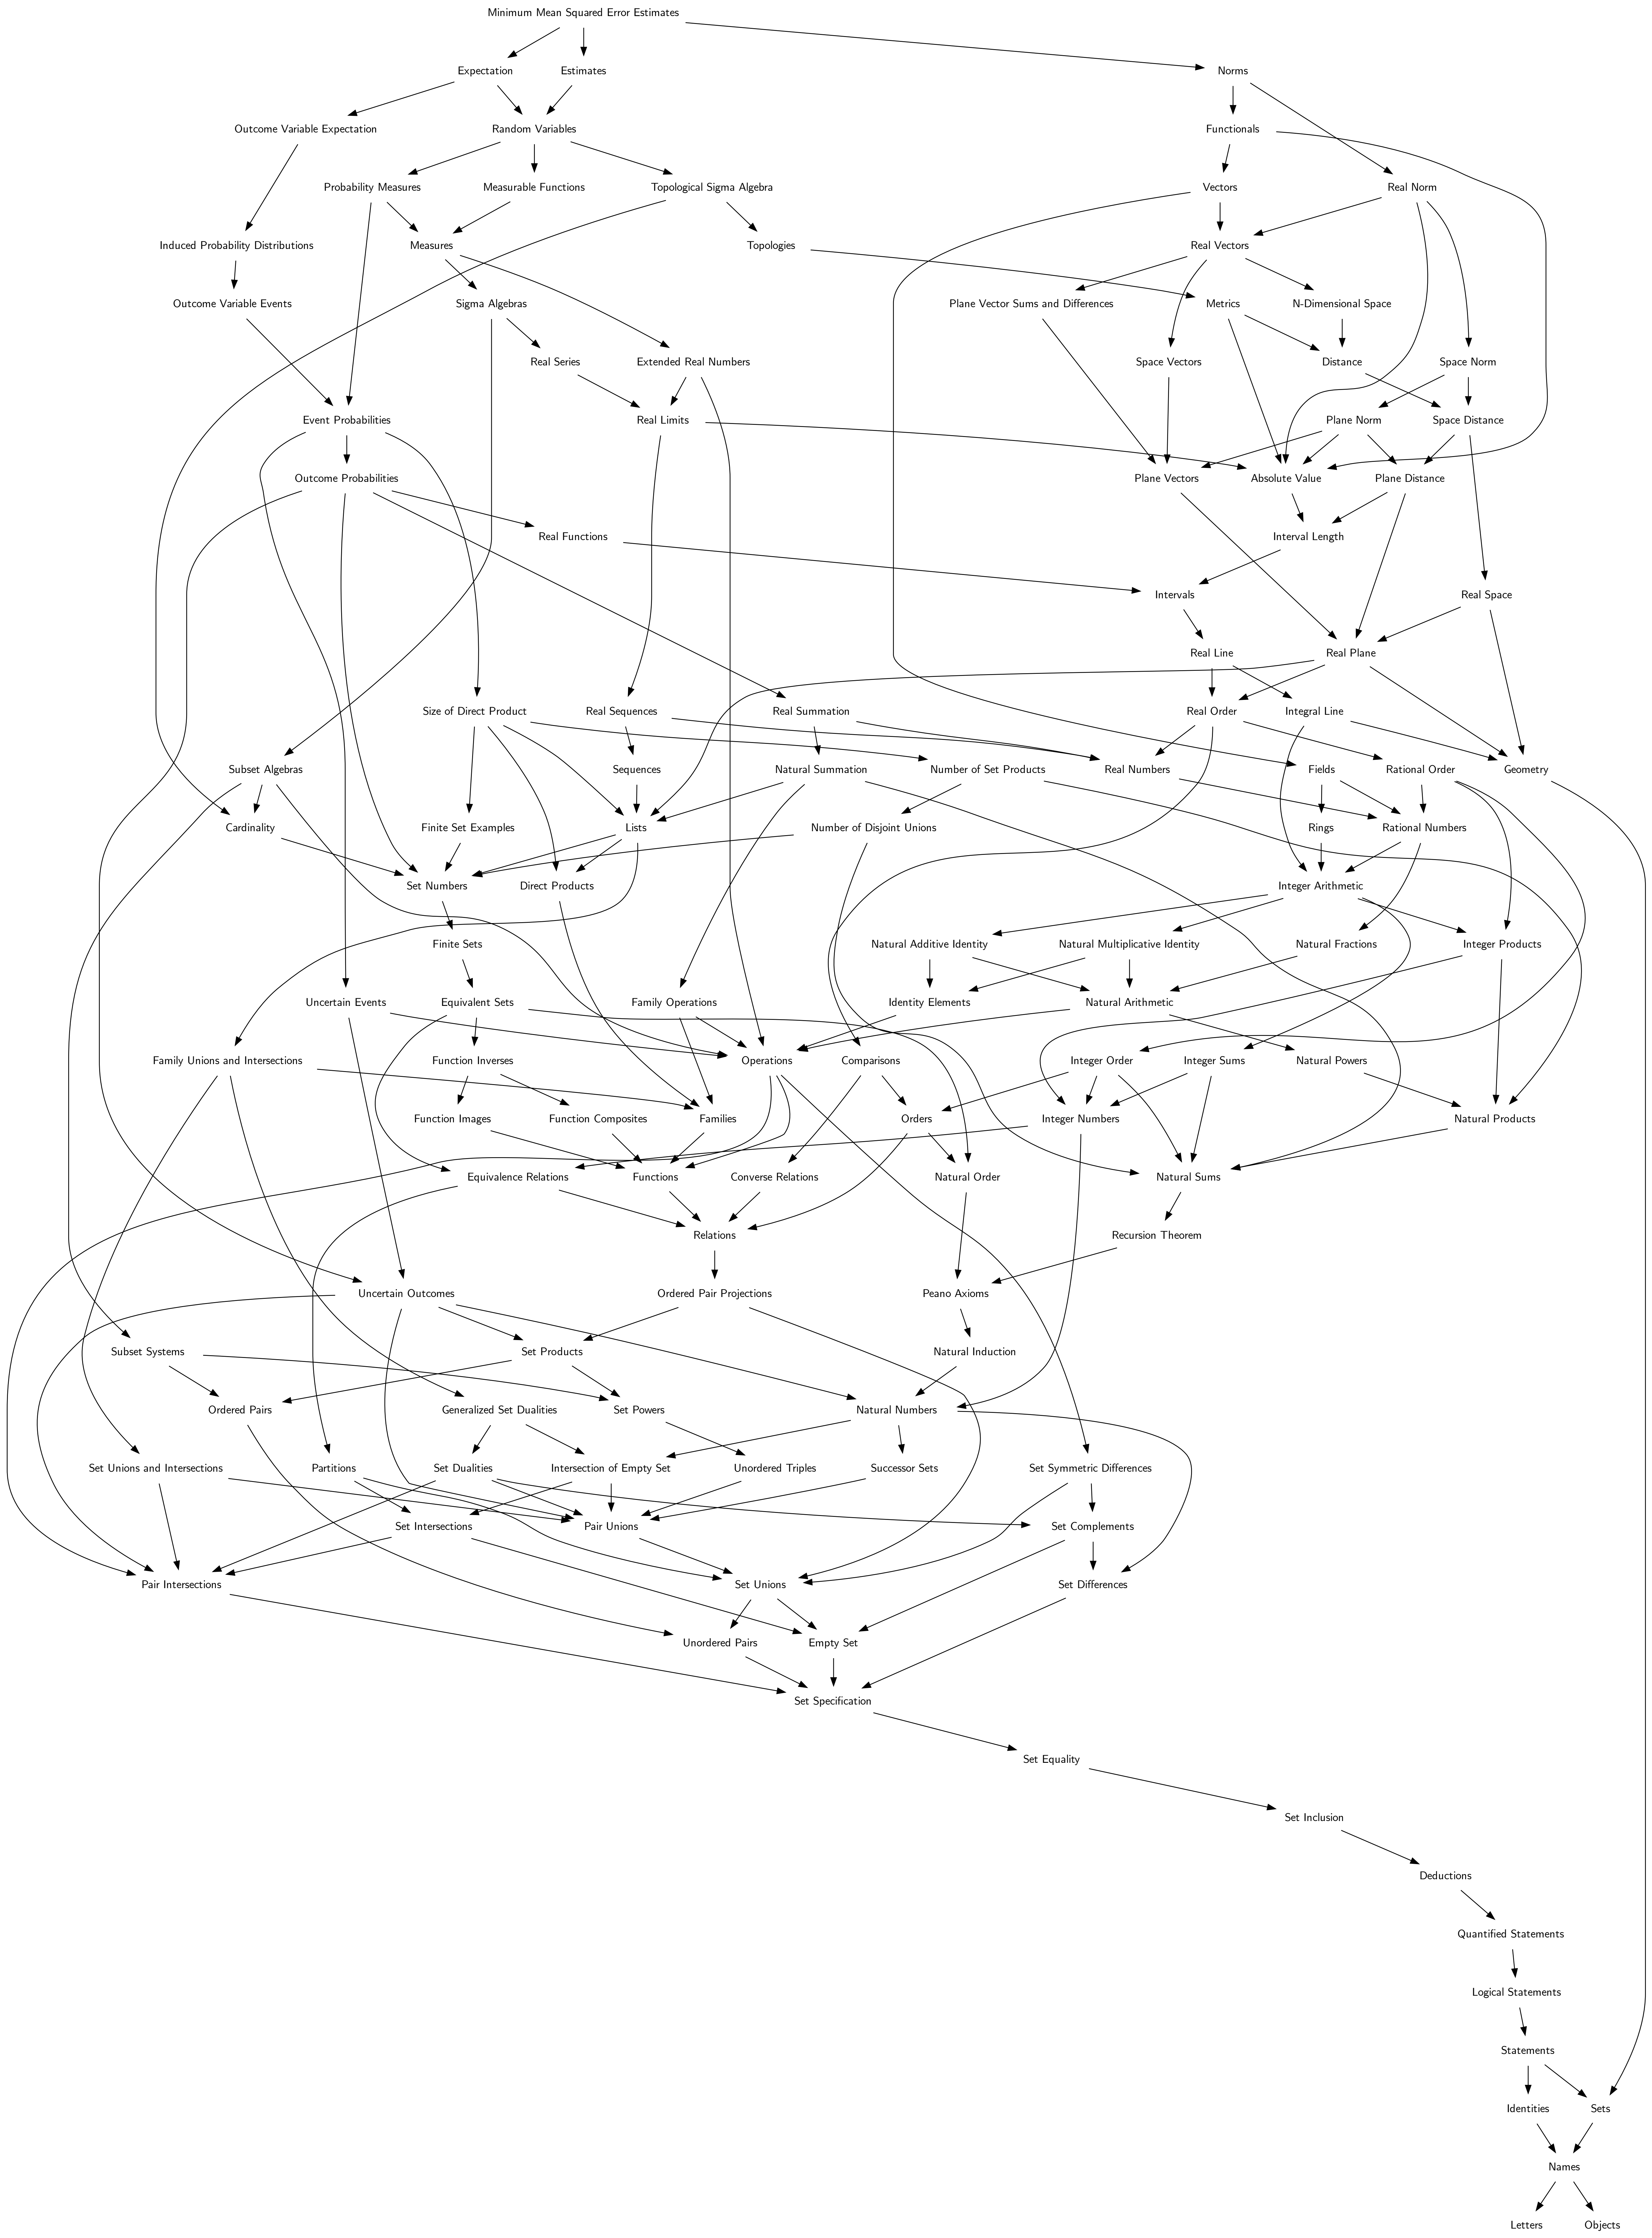 Minimum Mean Squared Error Estimates
Expectation
Estimates
Norms
Outcome Variable Expectation
Random Variables
Functionals
Probability Measures
Measurable Functions
Topological Sigma Algebra
Vectors
Real Norm
Induced Probability Distributions
Measures
Topologies
Real Vectors
Outcome Variable Events
Sigma Algebras
Plane Vector Sums and Differences
Metrics
N-Dimensional Space
Real Series
Extended Real Numbers
Space Vectors
Distance
Space Norm
Event Probabilities
Real Limits
Plane Norm
Space Distance
Outcome Probabilities
Plane Vectors
Absolute Value
Plane Distance
Real Functions
Interval Length
Intervals
Real Space
Real Line
Real Plane
Size of Direct Product
Real Sequences
Real Summation
Real Order
Integral Line
Subset Algebras
Sequences
Natural Summation
Number of Set Products
Real Numbers
Fields
Rational Order
Geometry
Cardinality
Finite Set Examples
Lists
Number of Disjoint Unions
Rings
Rational Numbers
Set Numbers
Direct Products
Integer Arithmetic
Finite Sets
Natural Additive Identity
Natural Multiplicative Identity
Natural Fractions
Integer Products
Uncertain Events
Equivalent Sets
Family Operations
Identity Elements
Natural Arithmetic
Family Unions and Intersections
Function Inverses
Operations
Comparisons
Integer Order
Integer Sums
Natural Powers
Function Images
Function Composites
Families
Orders
Integer Numbers
Natural Products
Equivalence Relations
Functions
Converse Relations
Natural Order
Natural Sums
Relations
Recursion Theorem
Uncertain Outcomes
Ordered Pair Projections
Peano Axioms
Subset Systems
Set Products
Natural Induction
Ordered Pairs
Generalized Set Dualities
Set Powers
Natural Numbers
Set Unions and Intersections
Partitions
Set Dualities
Intersection of Empty Set
Unordered Triples
Successor Sets
Set Symmetric Differences
Set Intersections
Pair Unions
Set Complements
Pair Intersections
Set Unions
Set Differences
Unordered Pairs
Empty Set
Set Specification
Set Equality
Set Inclusion
Deductions
Quantified Statements
Logical Statements
Statements
Identities
Sets
Names
Letters
Objects